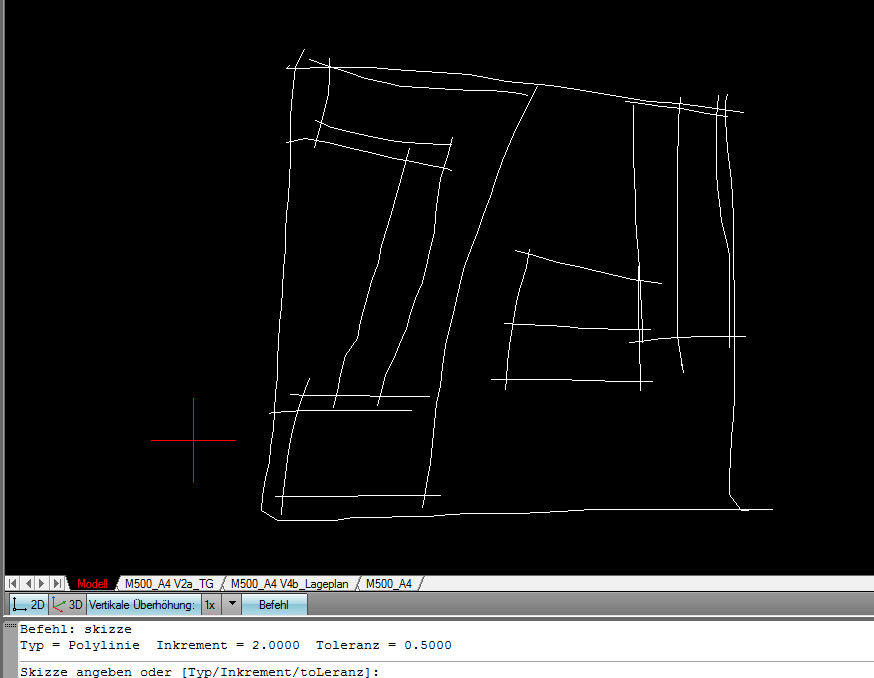 Modell M500_A4 V2a_TG M500_A4 V4b_Lageplan M500_A4
2D 3D Vertikale Überhöhung: 1x Befehl
Befehl: skizze
Typ = Polylinie Inkrement = 2.0000 Toleranz = 0.5000
Skizze angeben oder [Typ/Inkrement/toLeranz]: